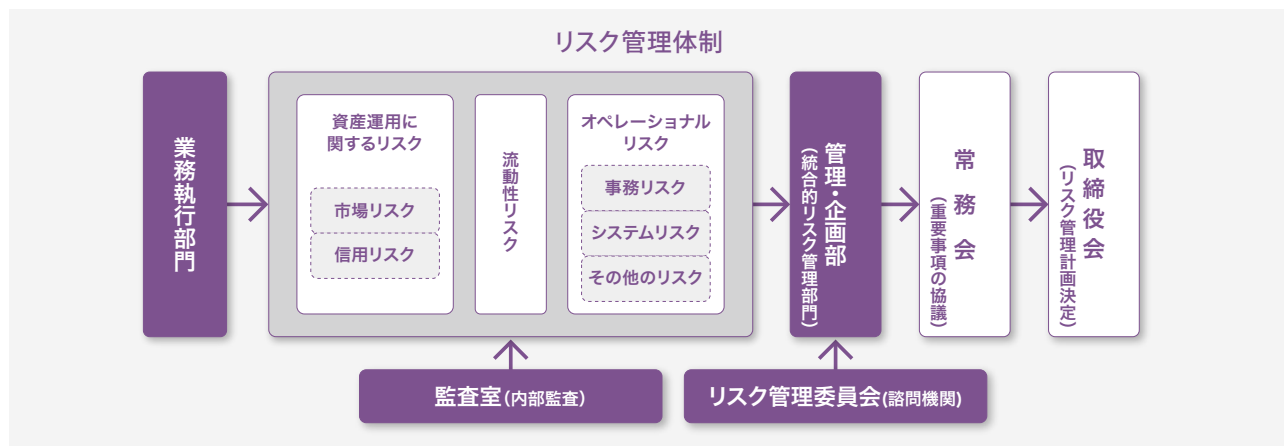 リスク管理体制
業務執行部門
資産運用に
関するリスク
市場リスク
信用リスク
流動性リスク
オペレーショナル
リスク
事務リスク
システムリスク
その他のリスク
管理・企画部
(統合的リスク管理部門)
常務会
(重要事項の協議)
取締役会
(リスク管理計画決定)
監査室(内部監査)
リスク管理委員会(諮問機関)